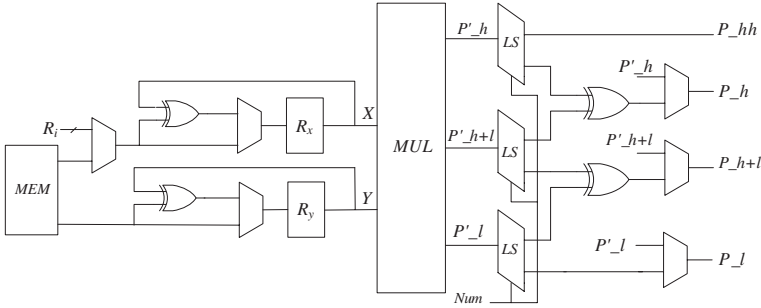 P'_h
LS
P_hh
P'_h
P_h
R_i
X
R_x
MUL
P'_h+l
LS
P'_h+l
P_h+l
MEM
Y
R_y
P'_l
LS
P'_l
P_l
Num